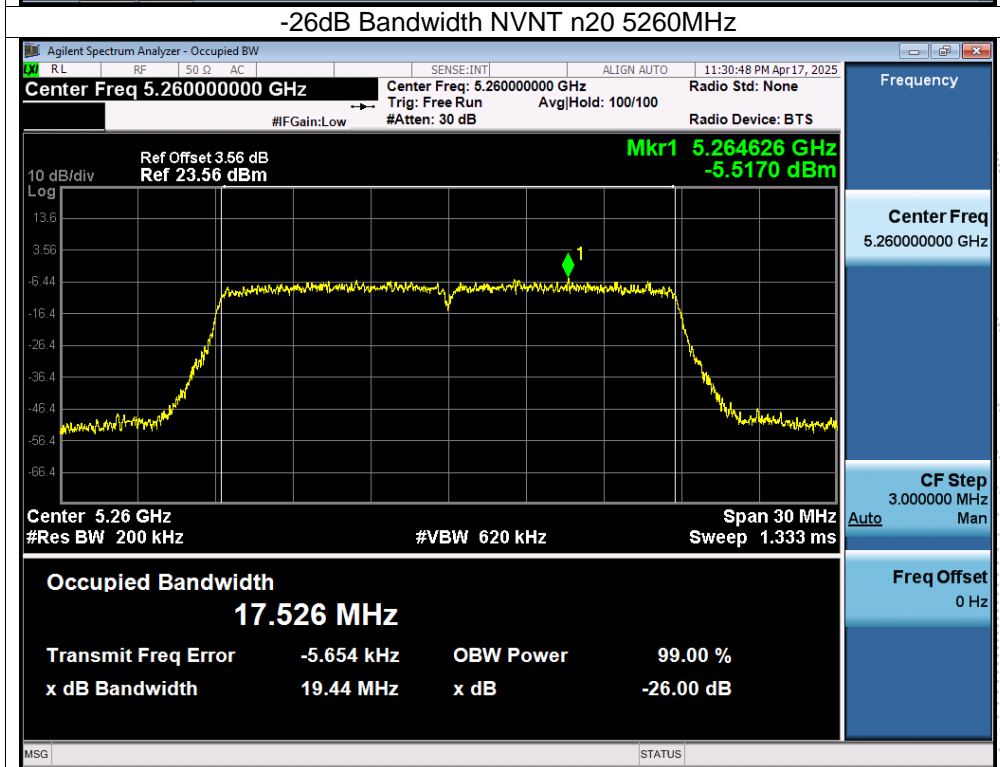 -26dB Bandwidth NVNT n20 5260MHz
Agilent Spectrum Analyzer - Occupied BW
LXI RL RF 50 Ω AC SENSE:INT ALIGN AUTO 11:30:48 PM Apr 17, 2025
Center Freq 5.260000000 GHz
Center Freq: 5.260000000 GHz Radio Std: None
Trig: Free Run Avg|Hold: 100/100
#IFGain:Low #Atten: 30 dB Radio Device: BTS
Mkr1 5.264626 GHz
-5.5170 dBm
Ref Offset 3.56 dB
10 dB/div Ref 23.56 dBm
Log
13.6
3.56
-6.44
-16.4
-26.4
-36.4
-46.4
-56.4
-66.4
1
Center 5.26 GHz Span 30 MHz
#Res BW 200 kHz #VBW 620 kHz Sweep 1.333 ms
Occupied Bandwidth
17.526 MHz
Transmit Freq Error -5.654 kHz OBW Power 99.00 %
x dB Bandwidth 19.44 MHz x dB -26.00 dB
MSG STATUS
Frequency
Center Freq
5.260000000 GHz
CF Step
3.000000 MHz
Auto Man
Freq Offset
0 Hz